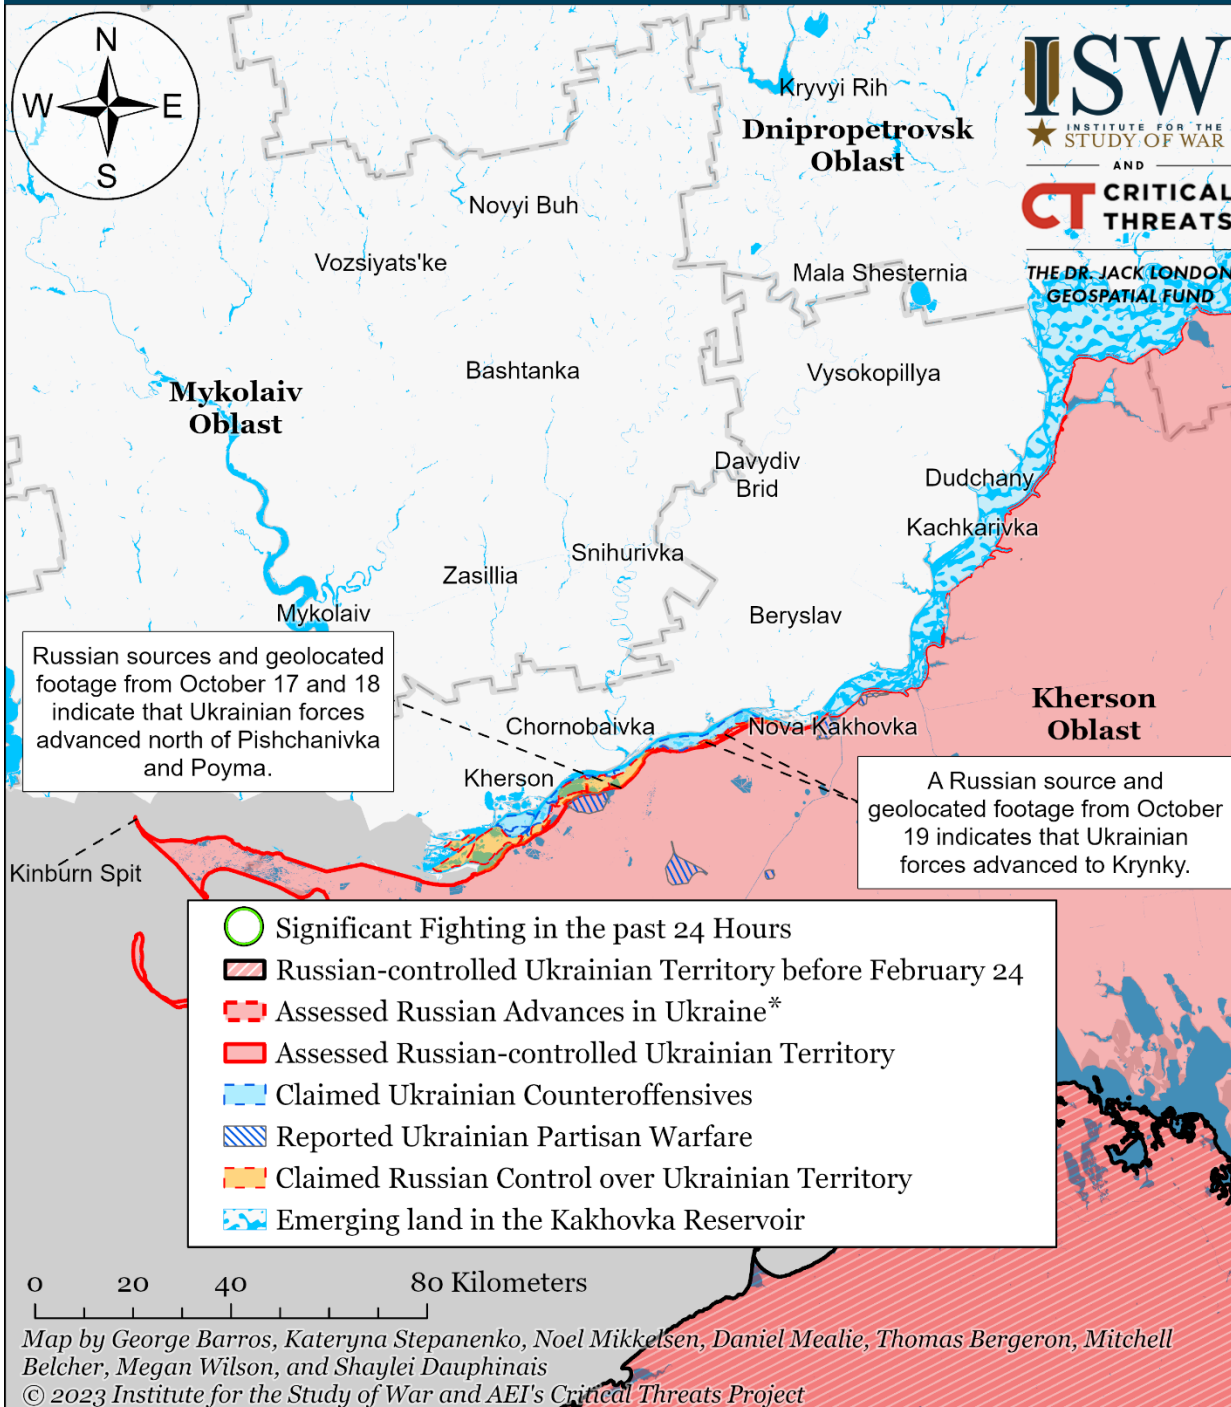 N
W
E
S
ISW
INSTITUTE FOR THE
STUDY OF WAR
AND
CT CRITICAL
THREATS
THE DR. JACK LONDON
GEOSPATIAL FUND
Kryvyi Rih
Dnipropetrovsk
Oblast
Novyi Buh
Vozsiyats'ke
Mala Shesternia
Bashtanka
Vysokopillya
Mykolaiv
Oblast
Davydiv
Brid
Dudchany
Kachkarivka
Snihurivka
Zasillia
Mykolaiv
Beryslav
Russian sources and geolocated
footage from October 17 and 18
indicate that Ukrainian forces
advanced north of Pishchanivka
and Poyma.
Kherson
Oblast
Chornobaivka
Nova Kakhovka
Kherson
A Russian source and
geolocated footage from October
19 indicates that Ukrainian
forces advanced to Krynky.
Kinburn Spit
Significant Fighting in the past 24 Hours
Russian-controlled Ukrainian Territory before February 24
Assessed Russian Advances in Ukraine*
Assessed Russian-controlled Ukrainian Territory
Claimed Ukrainian Counteroffensives
Reported Ukrainian Partisan Warfare
Claimed Russian Control over Ukrainian Territory
Emerging land in the Kakhovka Reservoir
0 20 40 80 Kilometers
Map by George Barros, Kateryna Stepanenko, Noel Mikkelsen, Daniel Mealie, Thomas Bergeron, Mitchell
Belcher, Megan Wilson, and Shaylei Dauphinais
© 2023 Institute for the Study of War and AEI's Critical Threats Project